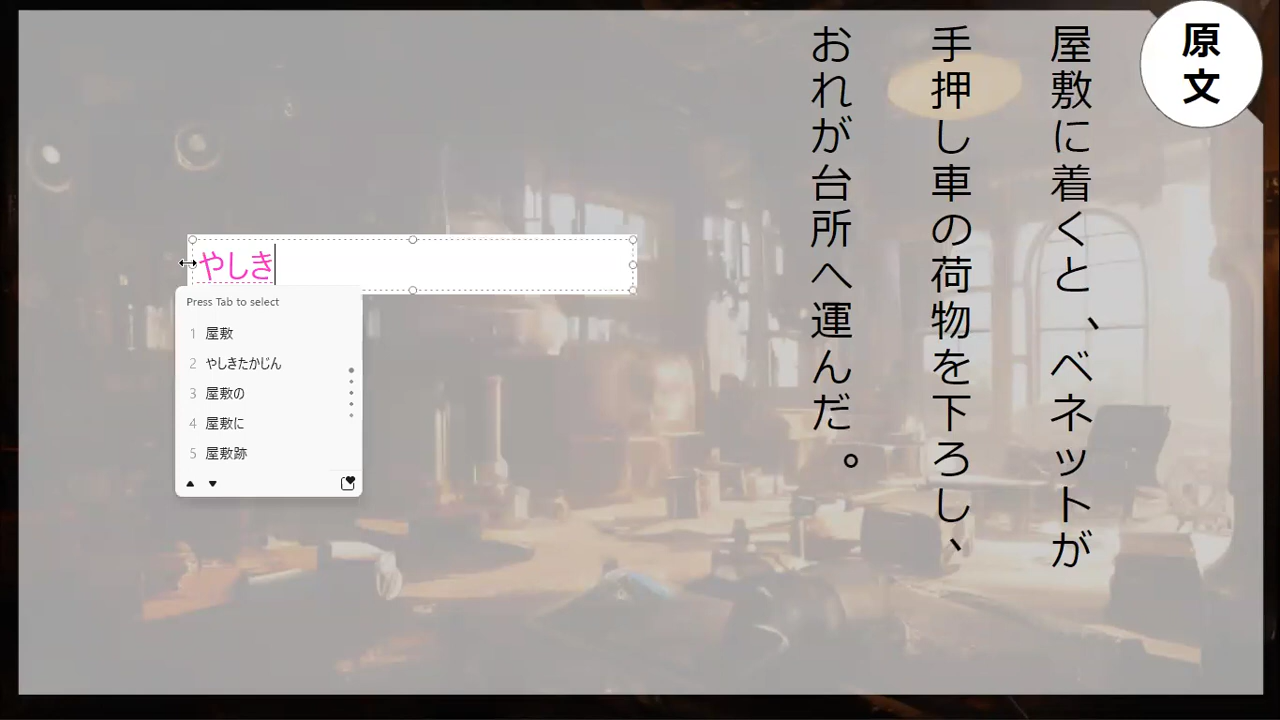 原
文
屋敷に着くと、ベネットが
手押し車の荷物を下ろし、
おれが台所へ運んだ。
やしき
Press Tab to select
1 屋敷
2 やしきたかじん
3 屋敷の
4 屋敷に
5 屋敷跡